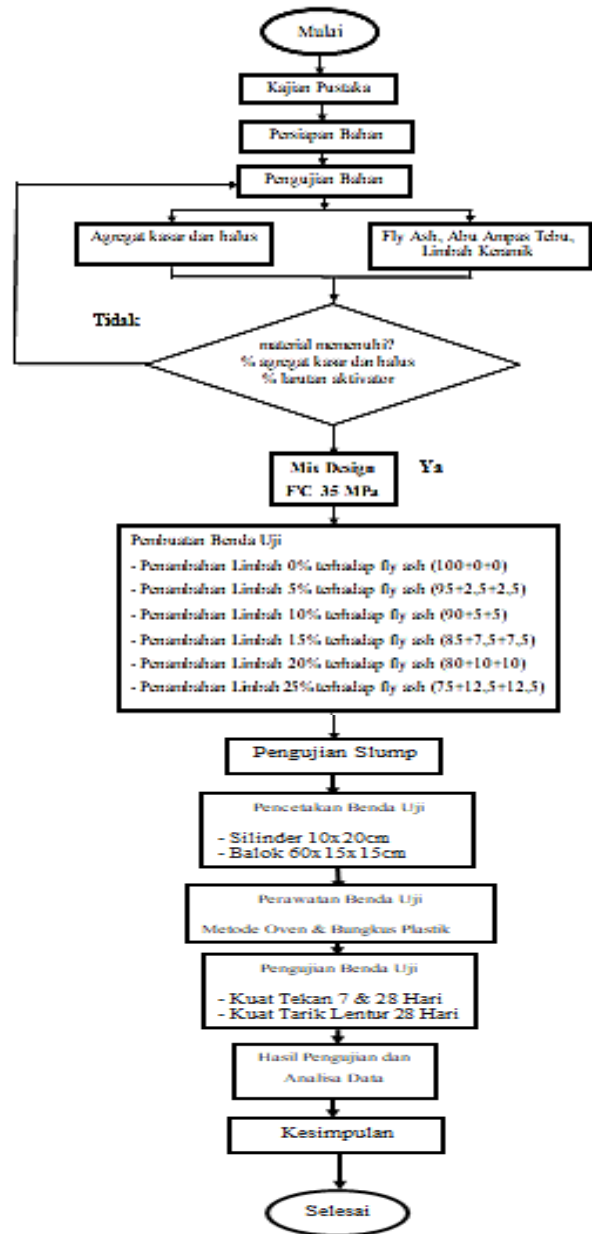 Mulai
Kajian Pustaka
Persiapan Bahan
Pengujian Bahan
Agregat kasar dan halus
Fly Ash, Abu Ampas Tebu,
Limbah Keramik
Tidak
material memenuhi?
% agregat kasar dan halus
% larutan aktivator
Mix Design
F'C 35 MPa
Ya
Pembuatan Benda Uji
- Penambahan Limbah 0% terhadap fly ash (100+0+0)
- Penambahan Limbah 5% terhadap fly ash (95+2,5+2,5)
- Penambahan Limbah 10% terhadap fly ash (90+5+5)
- Penambahan Limbah 15% terhadap fly ash (85+7,5+7,5)
- Penambahan Limbah 20% terhadap fly ash (80+10+10)
- Penambahan Limbah 25% terhadap fly ash (75+12,5+12,5)
Pengujian Slump
Pencetakan Benda Uji
- Silinder 10x20cm
- Balok 60x15x15cm
Perawatan Benda Uji
Metode Oven & Bungkus Plastik
Pengujian Benda Uji
- Kuat Tekan 7 & 28 Hari
- Kuat Tarik Lentur 28 Hari
Hasil Pengujian dan
Analisa Data
Kesimpulan
Selesai